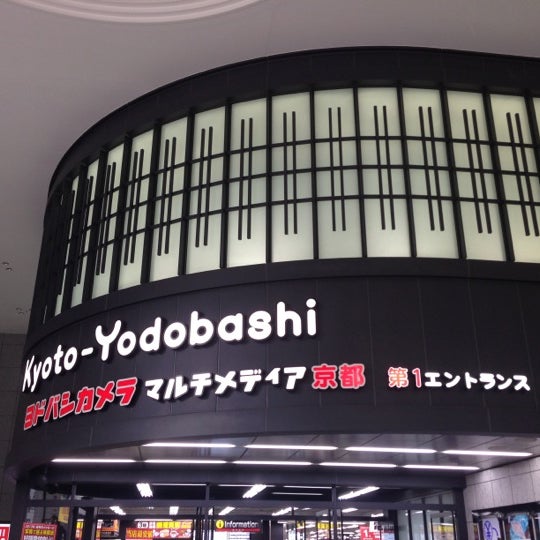 Kyoto-Yodobashi
ヨドバシカメラ マルチメディア 京都 第1エントランス
Information